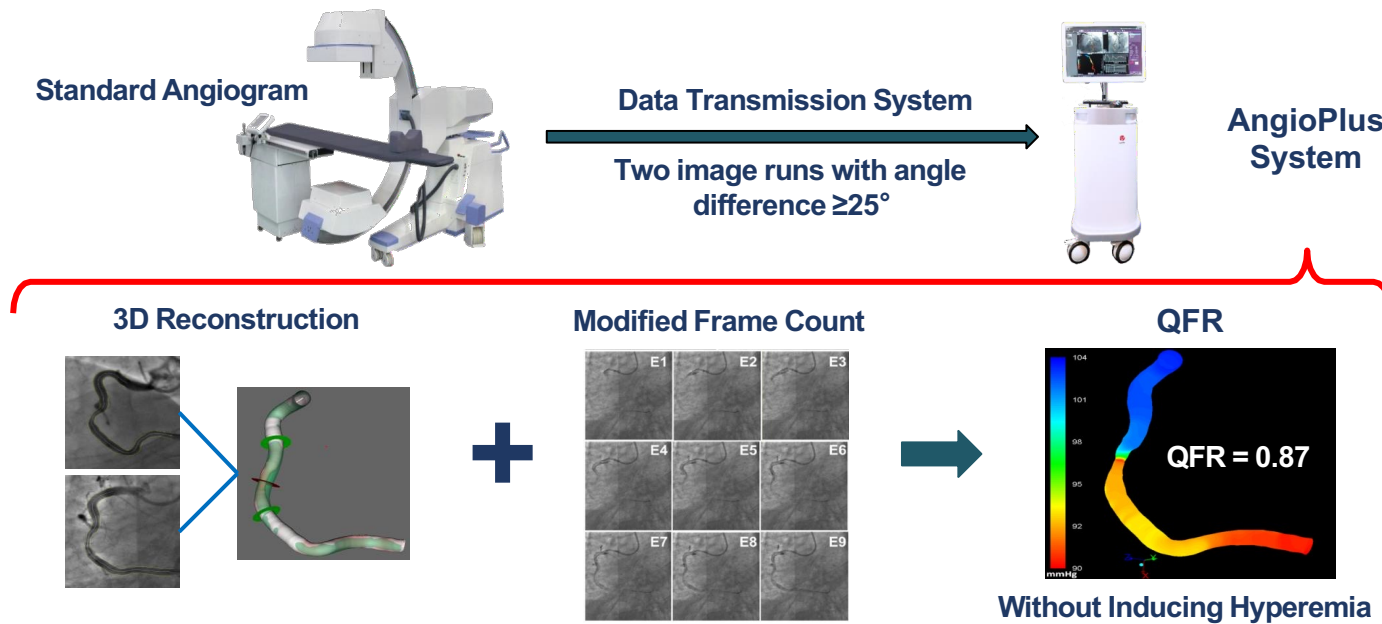 Standard Angiogram
Data Transmission System
Two image runs with angle
difference ≥25°
AngioPlus
System
3D Reconstruction
Modified Frame Count
QFR
E1
E2
E3
E4
E5
E6
E7
E8
E9
104
101
98
95
92
90
mmHg
QFR = 0.87
Without Inducing Hyperemia